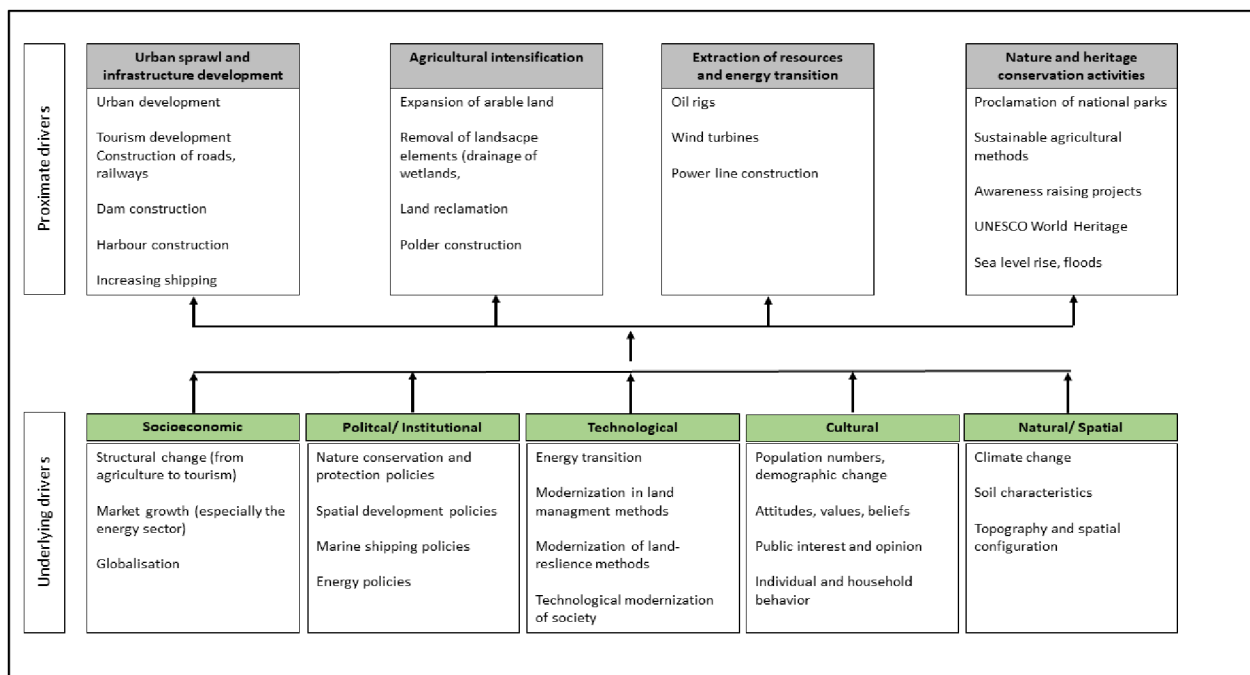 Proximate drivers
Urban sprawl and
infrastructure development
Urban development
Tourism development
Construction of roads,
railways
Dam construction
Harbour construction
Increasing shipping
Agricultural intensification
Expansion of arable land
Removal of landsacpe
elements (drainage of
wetlands,
Land reclamation
Polder construction
Extraction of resources
and energy transition
Oil rigs
Wind turbines
Power line construction
Nature and heritage
conservation activities
Proclamation of national parks
Sustainable agricultural
methods
Awareness raising projects
UNESCO World Heritage
Sea level rise, floods
Underlying drivers
Socioeconomic
Structural change (from
agriculture to tourism)
Market growth (especially the
energy sector)
Globalisation
Politcal/ Institutional
Nature conservation and
protection policies
Spatial development policies
Marine shipping policies
Energy policies
Technological
Energy transition
Modernization in land
managment methods
Modernization of land-
reslience methods
Technological modernization
of society
Cultural
Population numbers,
demographic change
Attitudes, values, beliefs
Public interest and opinion
Individual and household
behavior
Natural/ Spatial
Climate change
Soil characteristics
Topography and spatial
configuration